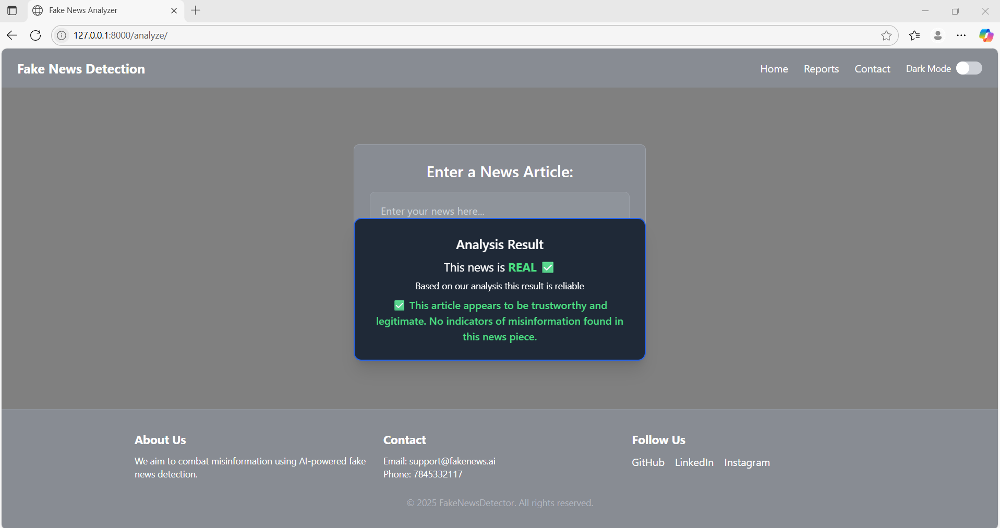 Fake News Analyzer
127.0.0.1:8000/analyze/
Fake News Detection
Home Reports Contact Dark Mode
Enter a News Article:
Enter your news here...
Analysis Result
This news is REAL ✅
Based on our analysis this result is reliable
✅ This article appears to be trustworthy and
legitimate. No indicators of misinformation found in
this news piece.
About Us
We aim to combat misinformation using AI-powered fake
news detection.
Contact
Email: support@fakenews.ai
Phone: 7845332117
Follow Us
GitHub LinkedIn Instagram
© 2025 FakeNewsDetector. All rights reserved.